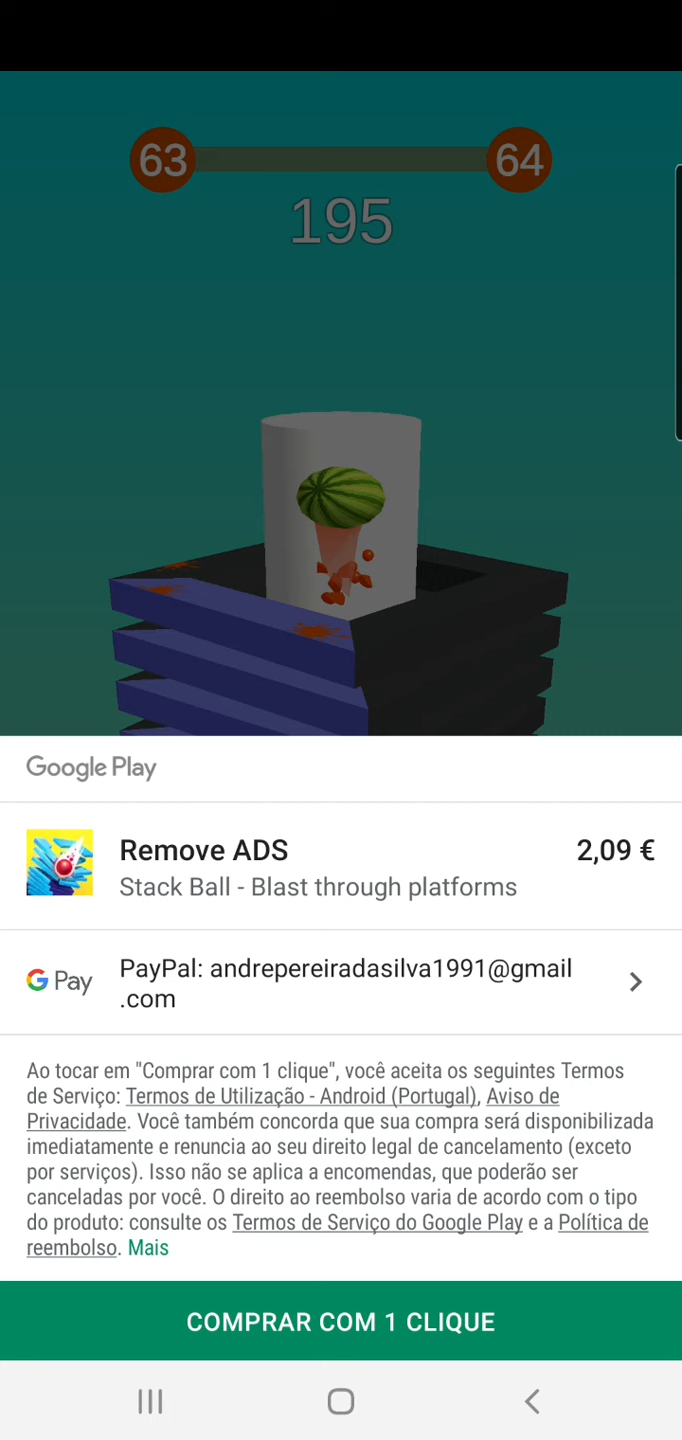 63 64
195
Google Play
Remove ADS 2,09 €
Stack Ball - Blast through platforms
G Pay PayPal: andrepereiradasilva1991@gmail
.com
Ao tocar em "Comprar com 1 clique", você aceita os seguintes Termos
de Serviço: Termos de Utilização - Android (Portugal), Aviso de
Privacidade. Você também concorda que sua compra será disponibilizada
imediatamente e renuncia ao seu direito legal de cancelamento (exceto
por serviços). Isso não se aplica a encomendas, que poderão ser
canceladas por você. O direito ao reembolso varia de acordo com o tipo
do produto: consulte os Termos de Serviço do Google Play e a Política de
reembolso. Mais
COMPRAR COM 1 CLIQUE